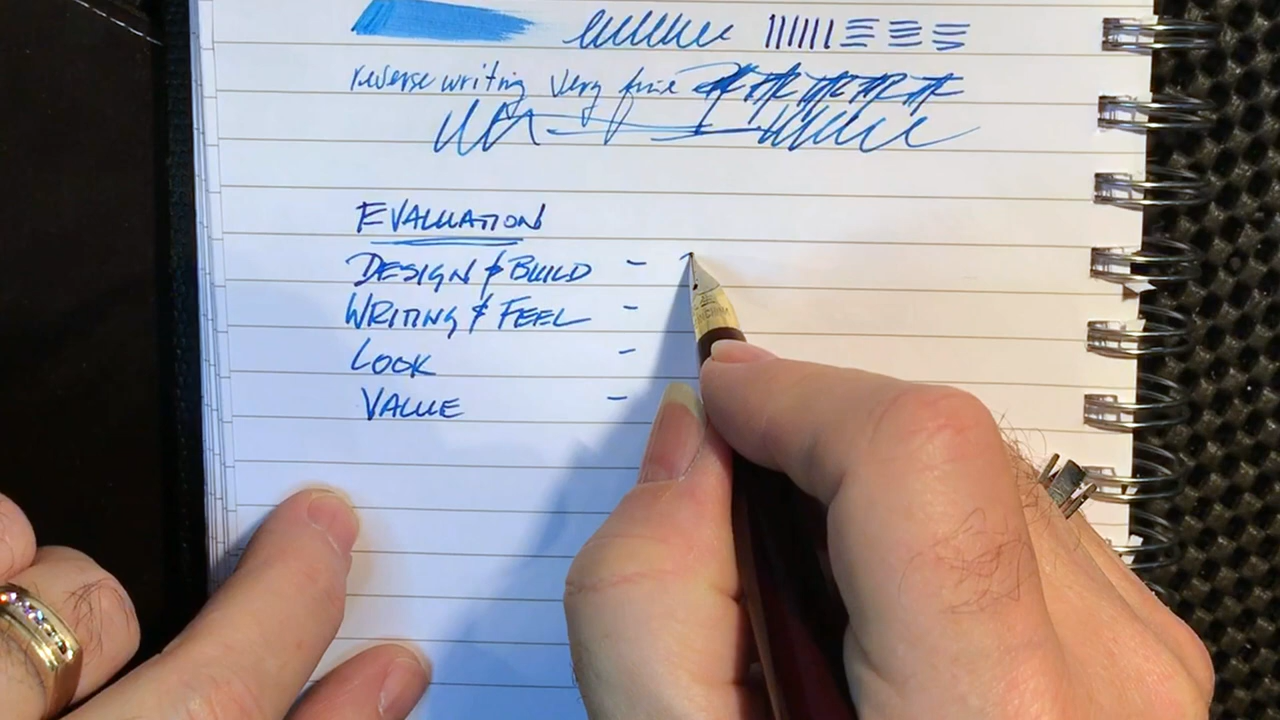 reverse writing very fine
EVALUATION
DESIGN & BUILD -
WRITING & FEEL -
LOOK -
VALUE -